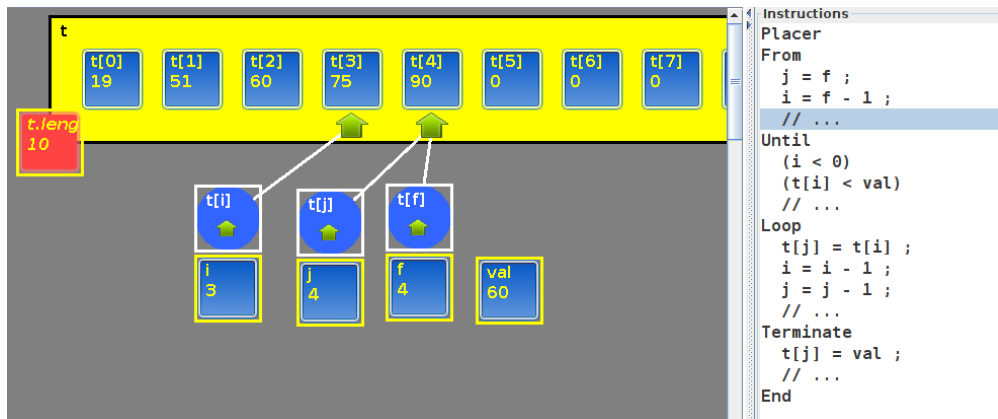 t
t[0] t[1] t[2] t[3] t[4] t[5] t[6] t[7]
19 51 60 75 90 0 0 0
t.leng
10
t[i] t[j] t[f]
i j f val
3 4 4 60
Instructions
Placer
From
j = f ;
i = f - 1 ;
// ...
Until
(i < 0)
(t[i] < val)
// ...
Loop
t[j] = t[i] ;
i = i - 1 ;
j = j - 1 ;
// ...
Terminate
t[j] = val ;
// ...
End